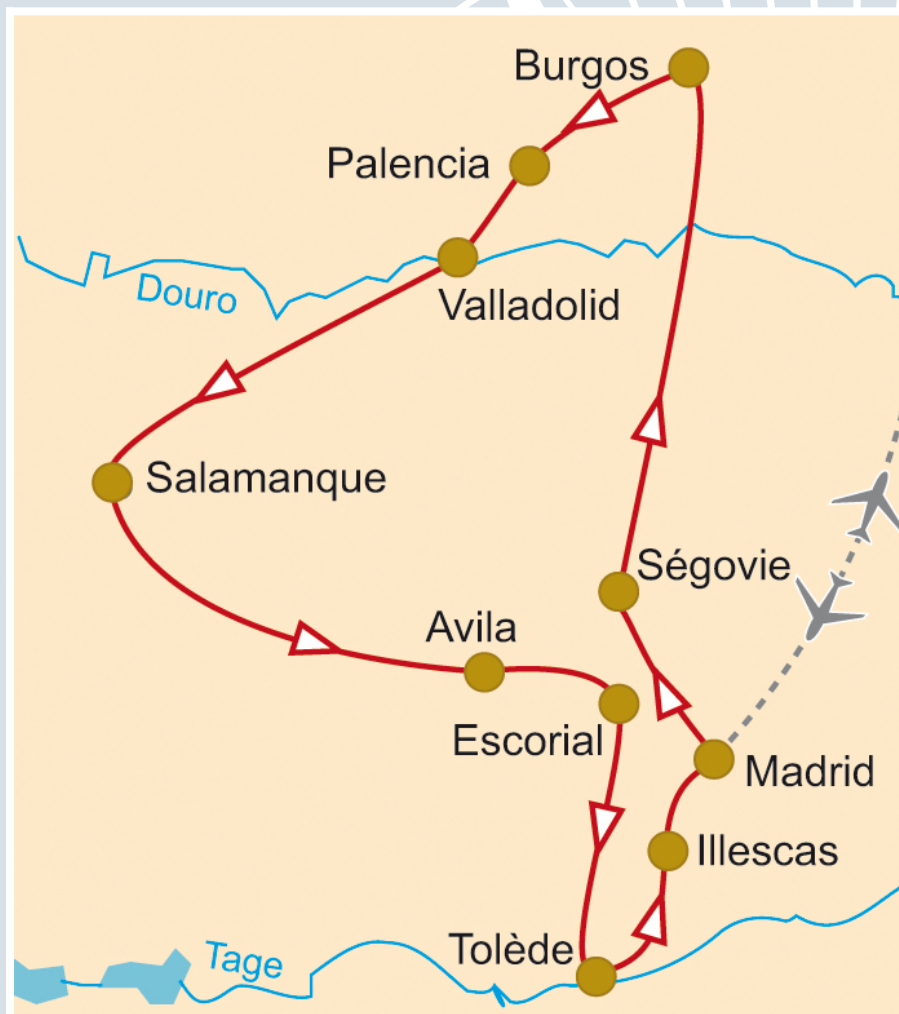 Burgos
Palencia
Douro
Valladolid
Salamanque
Ségovie
Avila
Escorial
Madrid
Illescas
Tolède
Tage